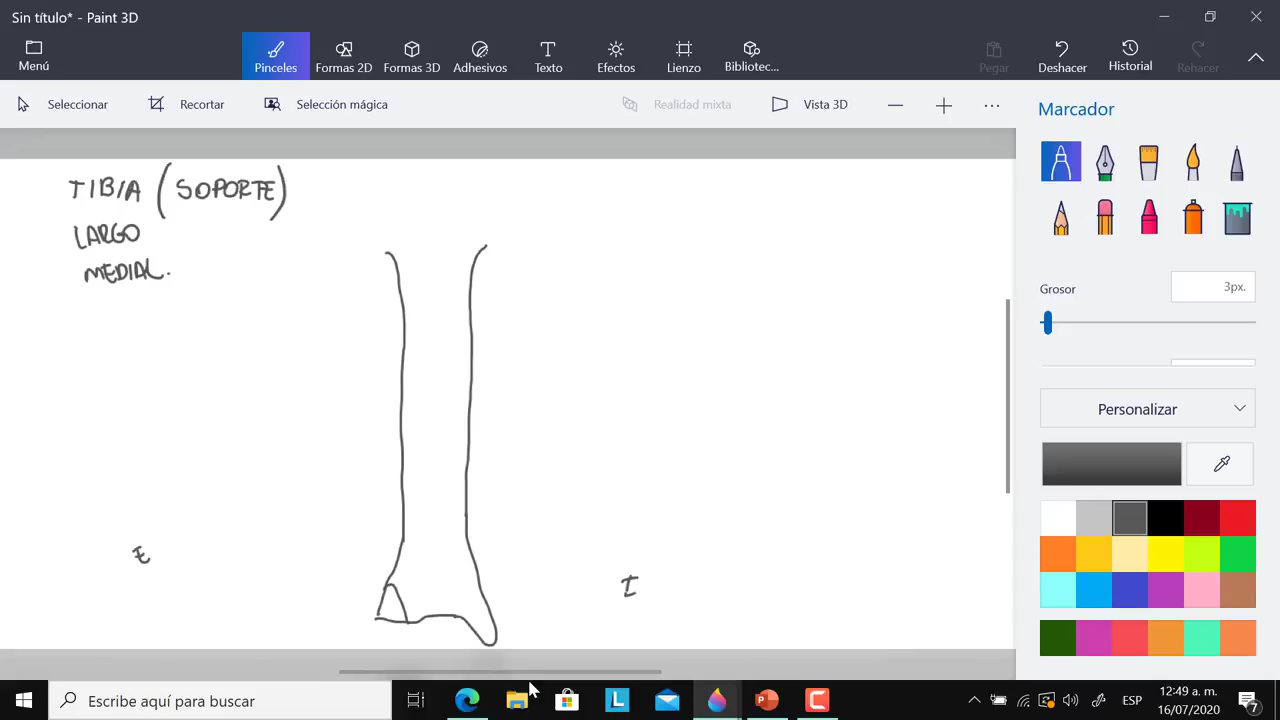 Sin título* - Paint 3D
Menú
Pinceles
Formas 2D
Formas 3D
Adhesivos
Texto
Efectos
Lienzo
Bibliotec...
Pegar
Deshacer
Historial
Rehacer
Seleccionar
Recortar
Selección mágica
Realidad mixta
Vista 3D
Marcador
TIBIA (SOPORTE)
LARGO
MEDIAL.
Grosor
3px.
Personalizar
E
I
Escribe aquí para buscar
L
ESP
12:49 a. m.
16/07/2020
7